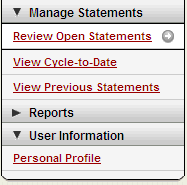 Manage Statements
Review Open Statements
View Cycle-to-Date
View Previous Statements
Reports
User Information
Personal Profile